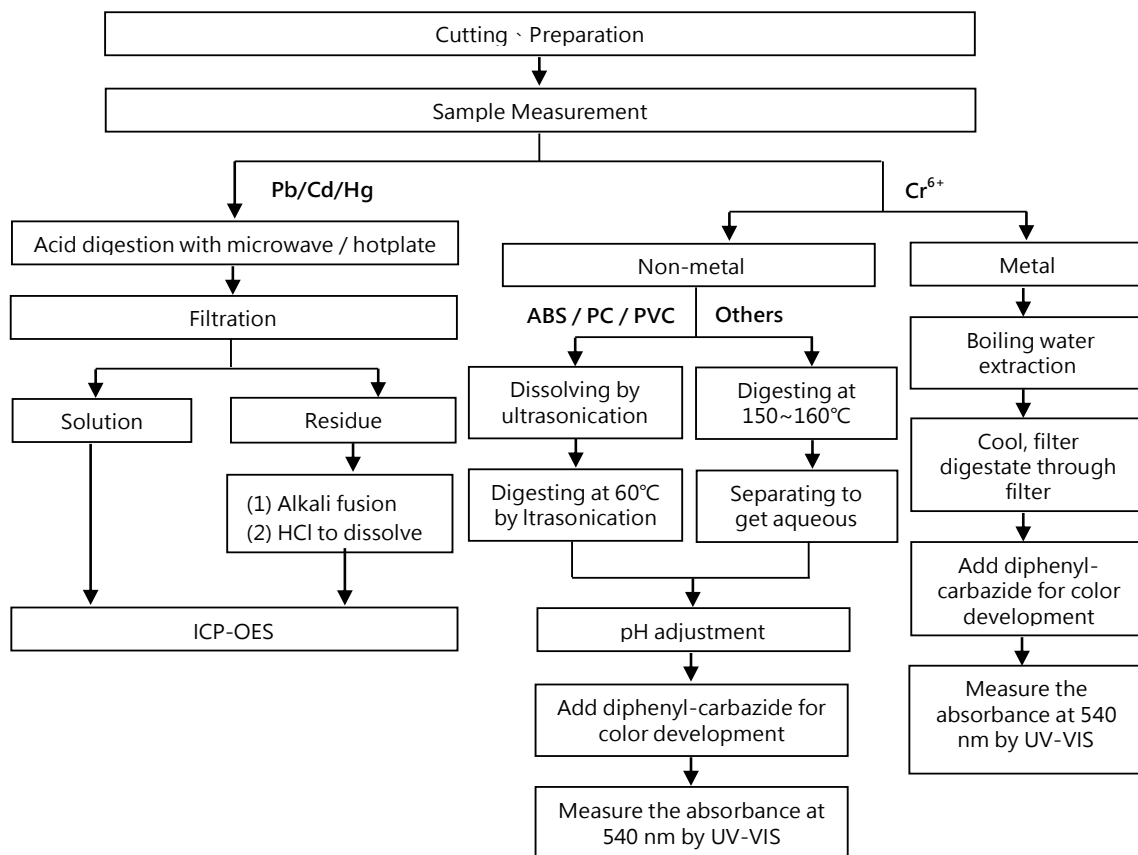 Cutting、Preparation
Sample Measurement
Pb/Cd/Hg
Acid digestion with microwave / hotplate
Filtration
Solution
Residue
(1) Alkali fusion
(2) HCl to dissolve
ICP-OES
Cr⁶⁺
Non-metal
ABS / PC / PVC
Others
Dissolving by
ultrasonication
Digesting at 60℃
by ltrasonication
Digesting at
150~160℃
Separating to
get aqueous
pH adjustment
Add diphenyl-carbazide for
color development
Measure the absorbance at
540 nm by UV-VIS
Metal
Boiling water
extraction
Cool, filter
digestate through
filter
Add diphenyl-
carbazide for color
development
Measure the
absorbance at 540
nm by UV-VIS